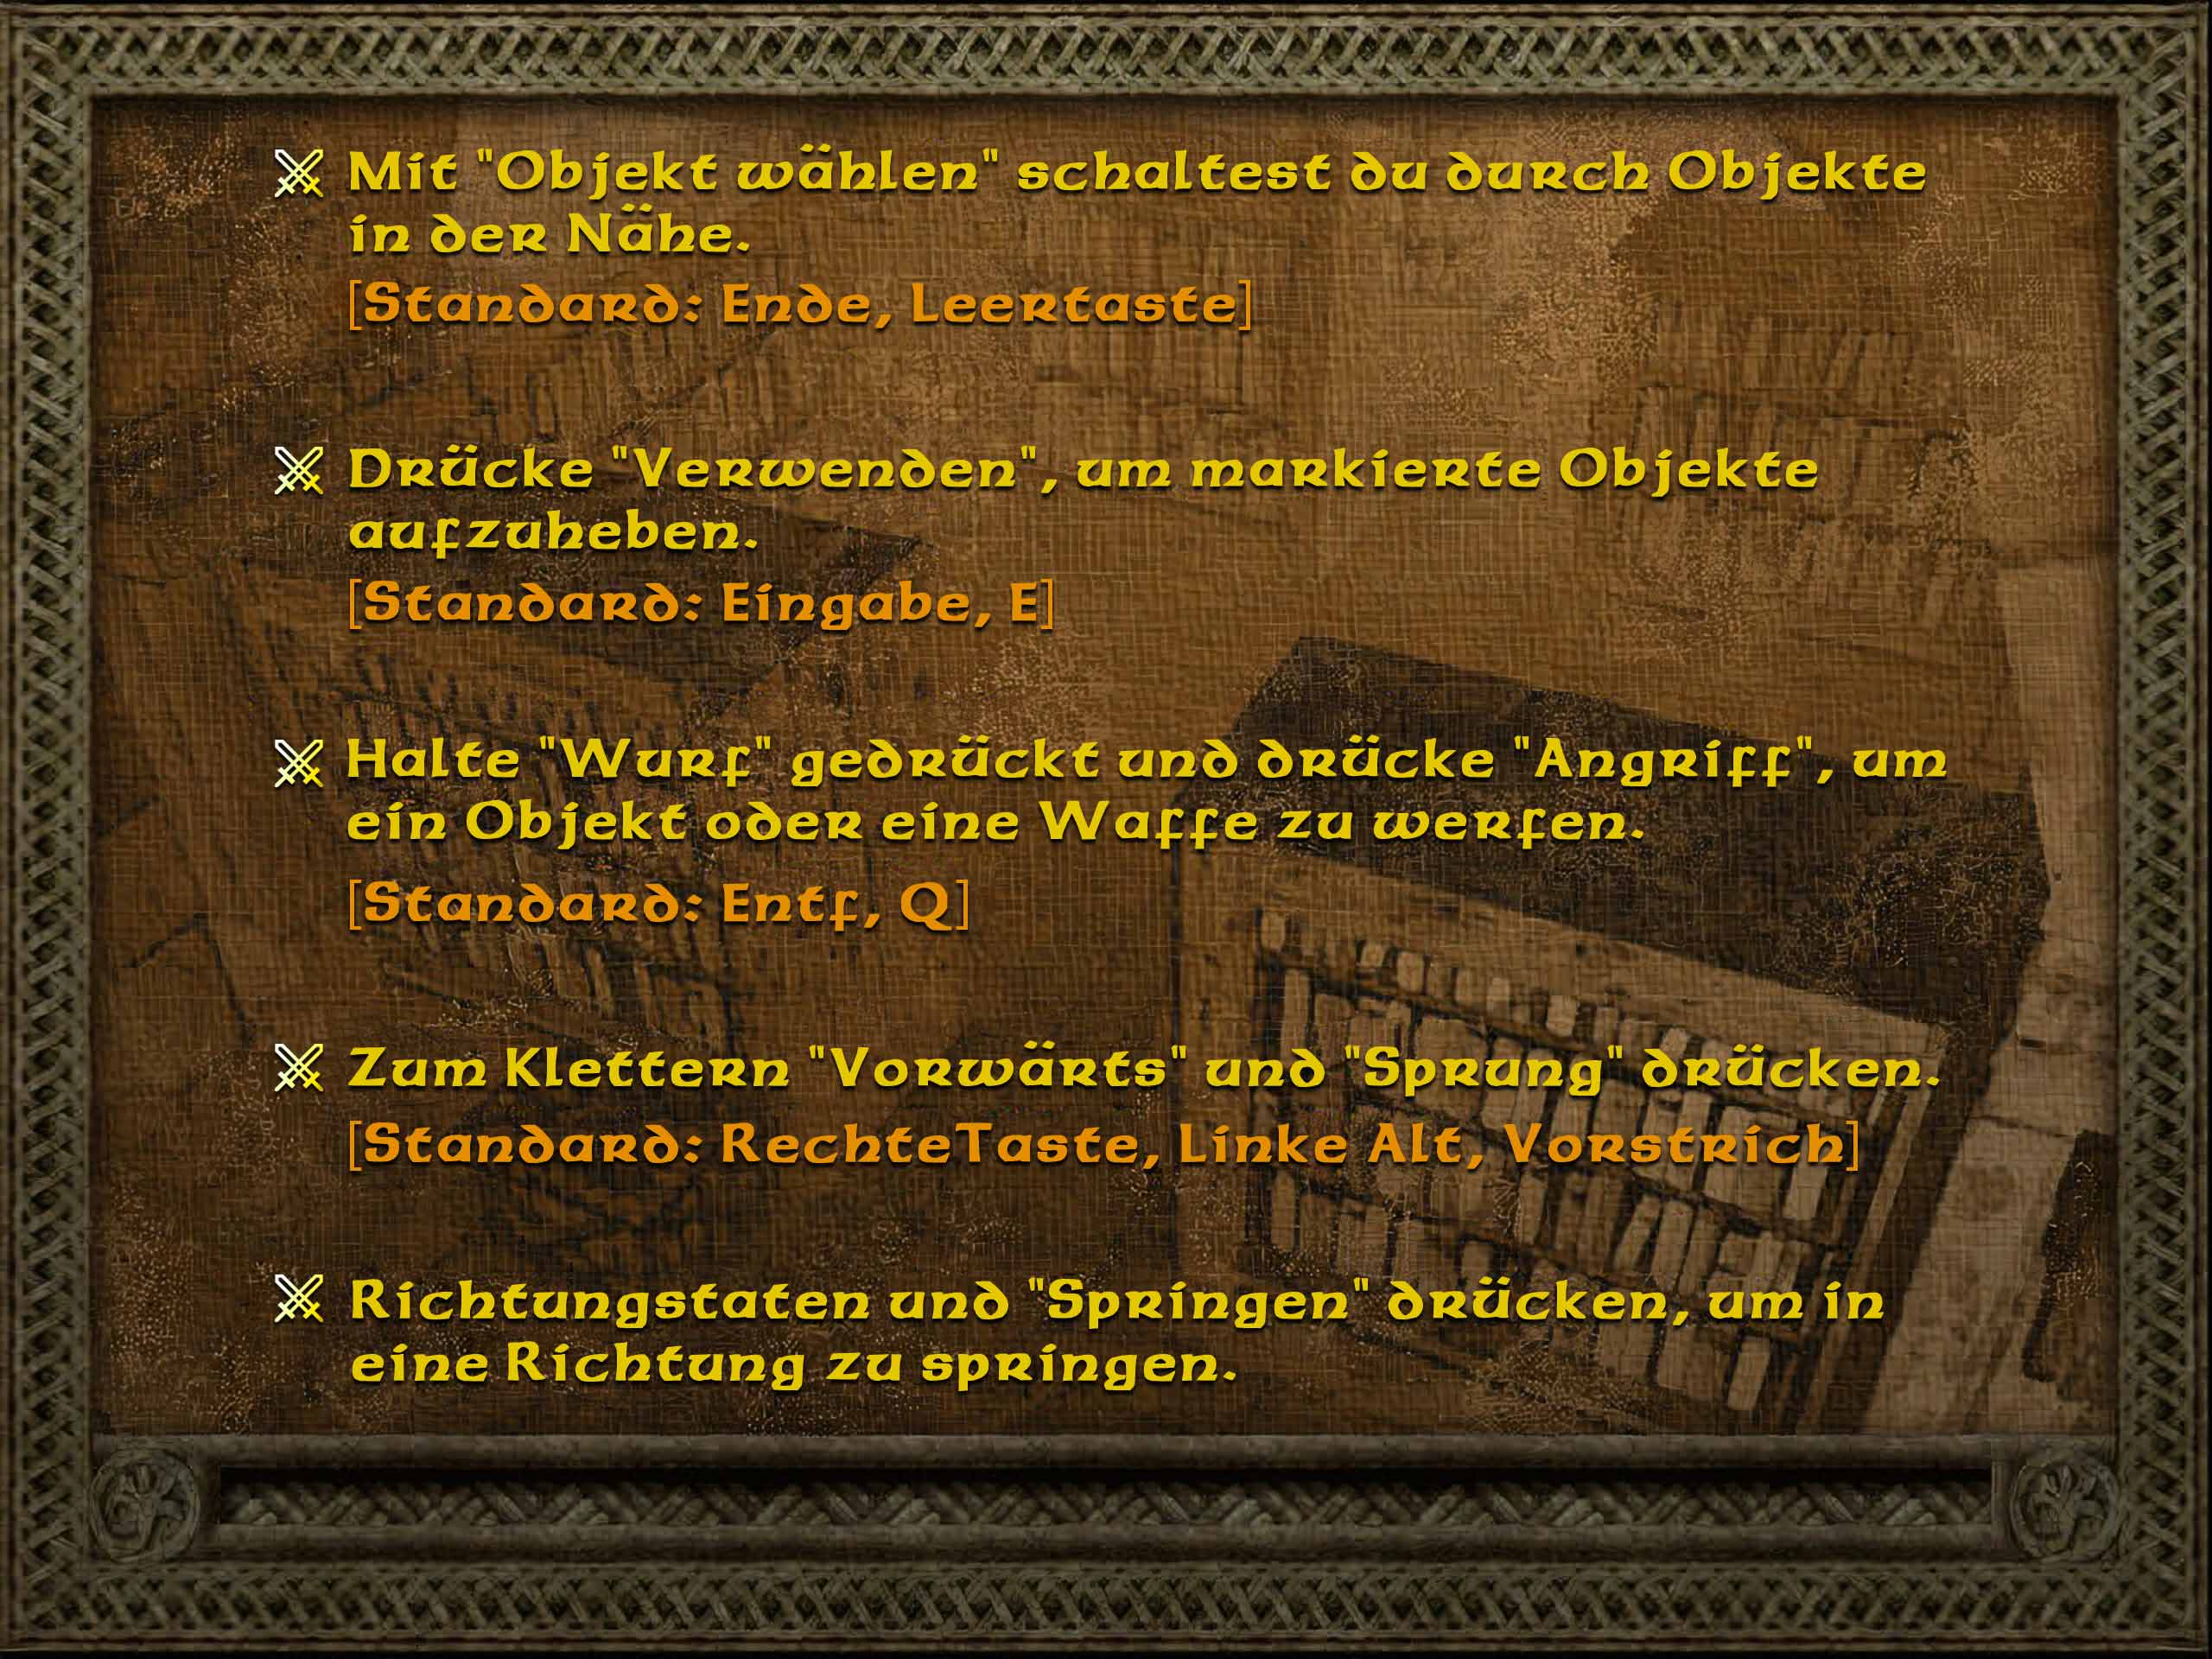 Mit "Objekt wählen" schaltest du durch Objekte
in der Nähe.
[Standard: Ende, Leertaste]
Drücke "Verwenden", um markierte Objekte
aufzuheben.
[Standard: Eingabe, E]
Halte "Wurf" gedrückt und drücke "Angriff", um
ein Objekt oder eine Waffe zu werfen.
[Standard: Entf, Q]
Zum Klettern "Vorwärts" und "Sprung" drücken.
[Standard: RechteTaste, Linke Alt, Vorstrich]
Richtungstaten und "Springen" drücken, um in
eine Richtung zu springen.